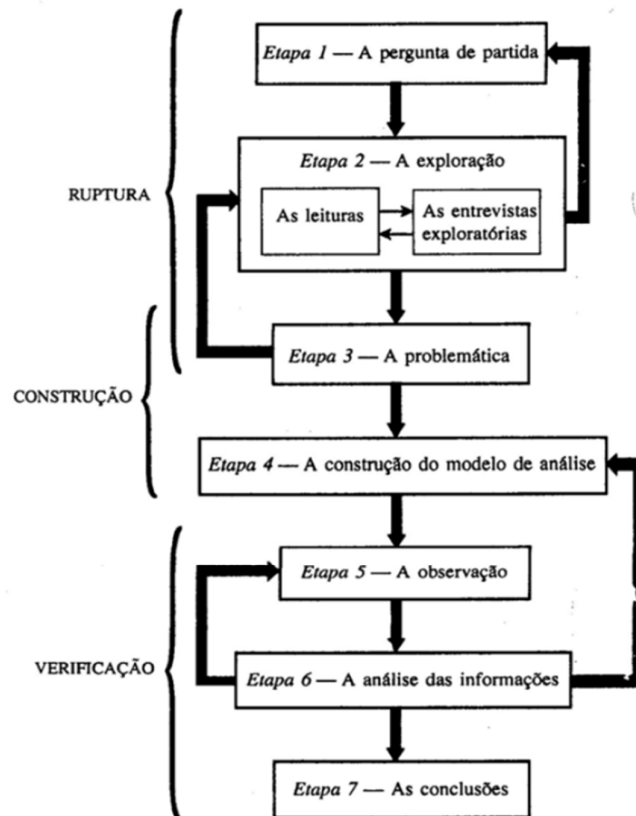 Etapa 1 — A pergunta de partida
Etapa 2 — A exploração
RUPTURA
As leituras
As entrevistas
exploratórias
Etapa 3 — A problemática
CONSTRUÇÃO
Etapa 4 — A construção do modelo de análise
Etapa 5 — A observação
VERIFICAÇÃO
Etapa 6 — A análise das informações
Etapa 7 — As conclusões